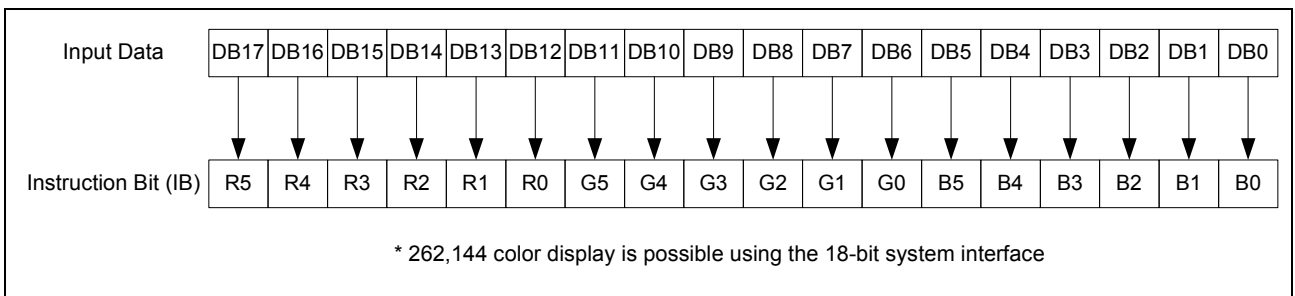 Input Data DB17 DB16 DB15 DB14 DB13 DB12 DB11 DB10 DB9 DB8 DB7 DB6 DB5 DB4 DB3 DB2 DB1 DB0
Instruction Bit (IB) R5 R4 R3 R2 R1 R0 G5 G4 G3 G2 G1 G0 B5 B4 B3 B2 B1 B0
* 262,144 color display is possible using the 18-bit system interface